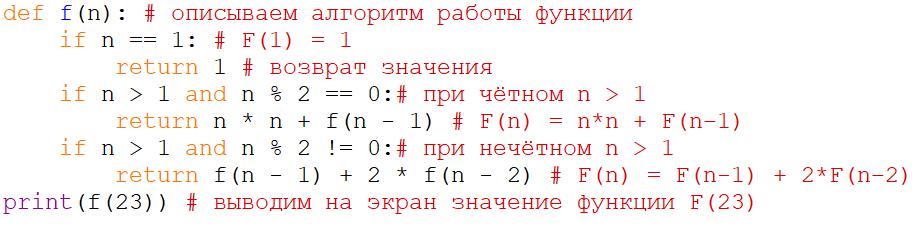 def f(n): # описываем алгоритм работы функции
    if n == 1: # F(1) = 1
        return 1 # возврат значения
    if n > 1 and n % 2 == 0:# при чётном n > 1
        return n * n + f(n - 1) # F(n) = n*n + F(n-1)
    if n > 1 and n % 2 != 0:# при нечётном n > 1
        return f(n - 1) + 2 * f(n - 2) # F(n) = F(n-1) + 2*F(n-2)
print(f(23)) # выводим на экран значение функции F(23)